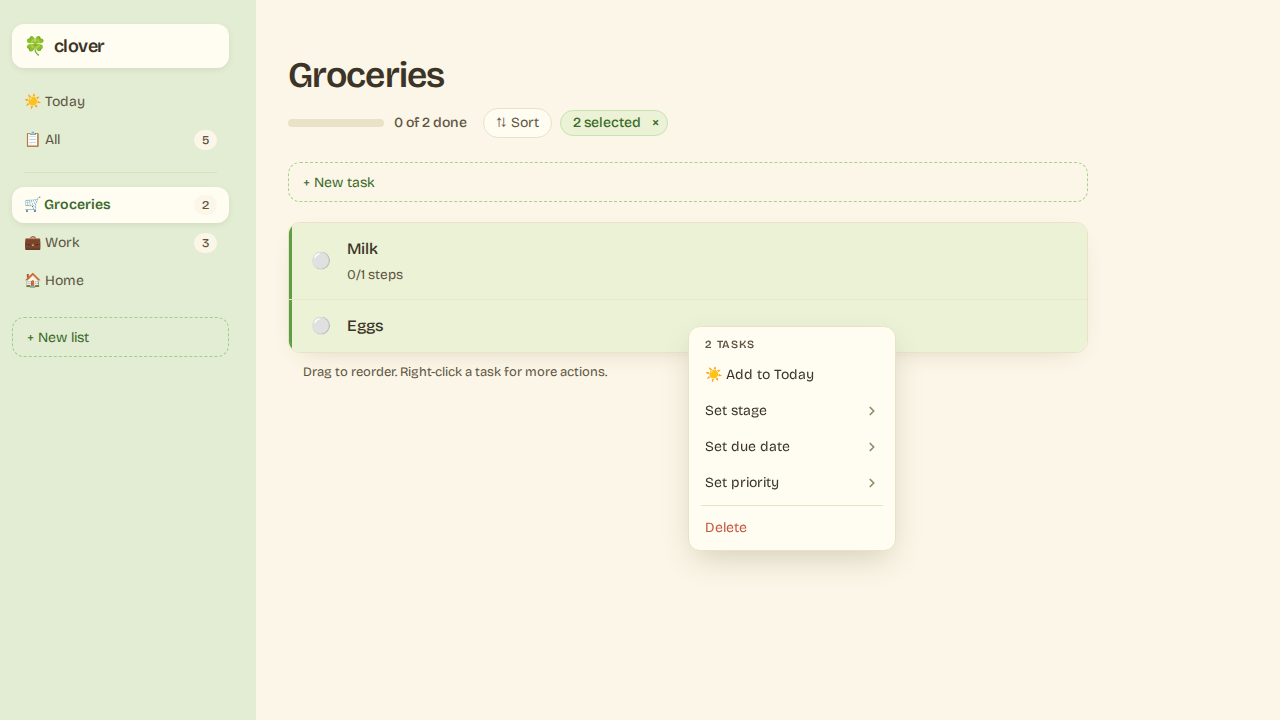 clover
Today
All 5
Groceries 2
Work 3
Home
+ New list
Groceries
0 of 2 done
Sort
2 selected ×
+ New task
Milk
0/1 steps
Eggs
Drag to reorder. Right-click a task for more actions.
2 TASKS
Add to Today
Set stage
Set due date
Set priority
Delete